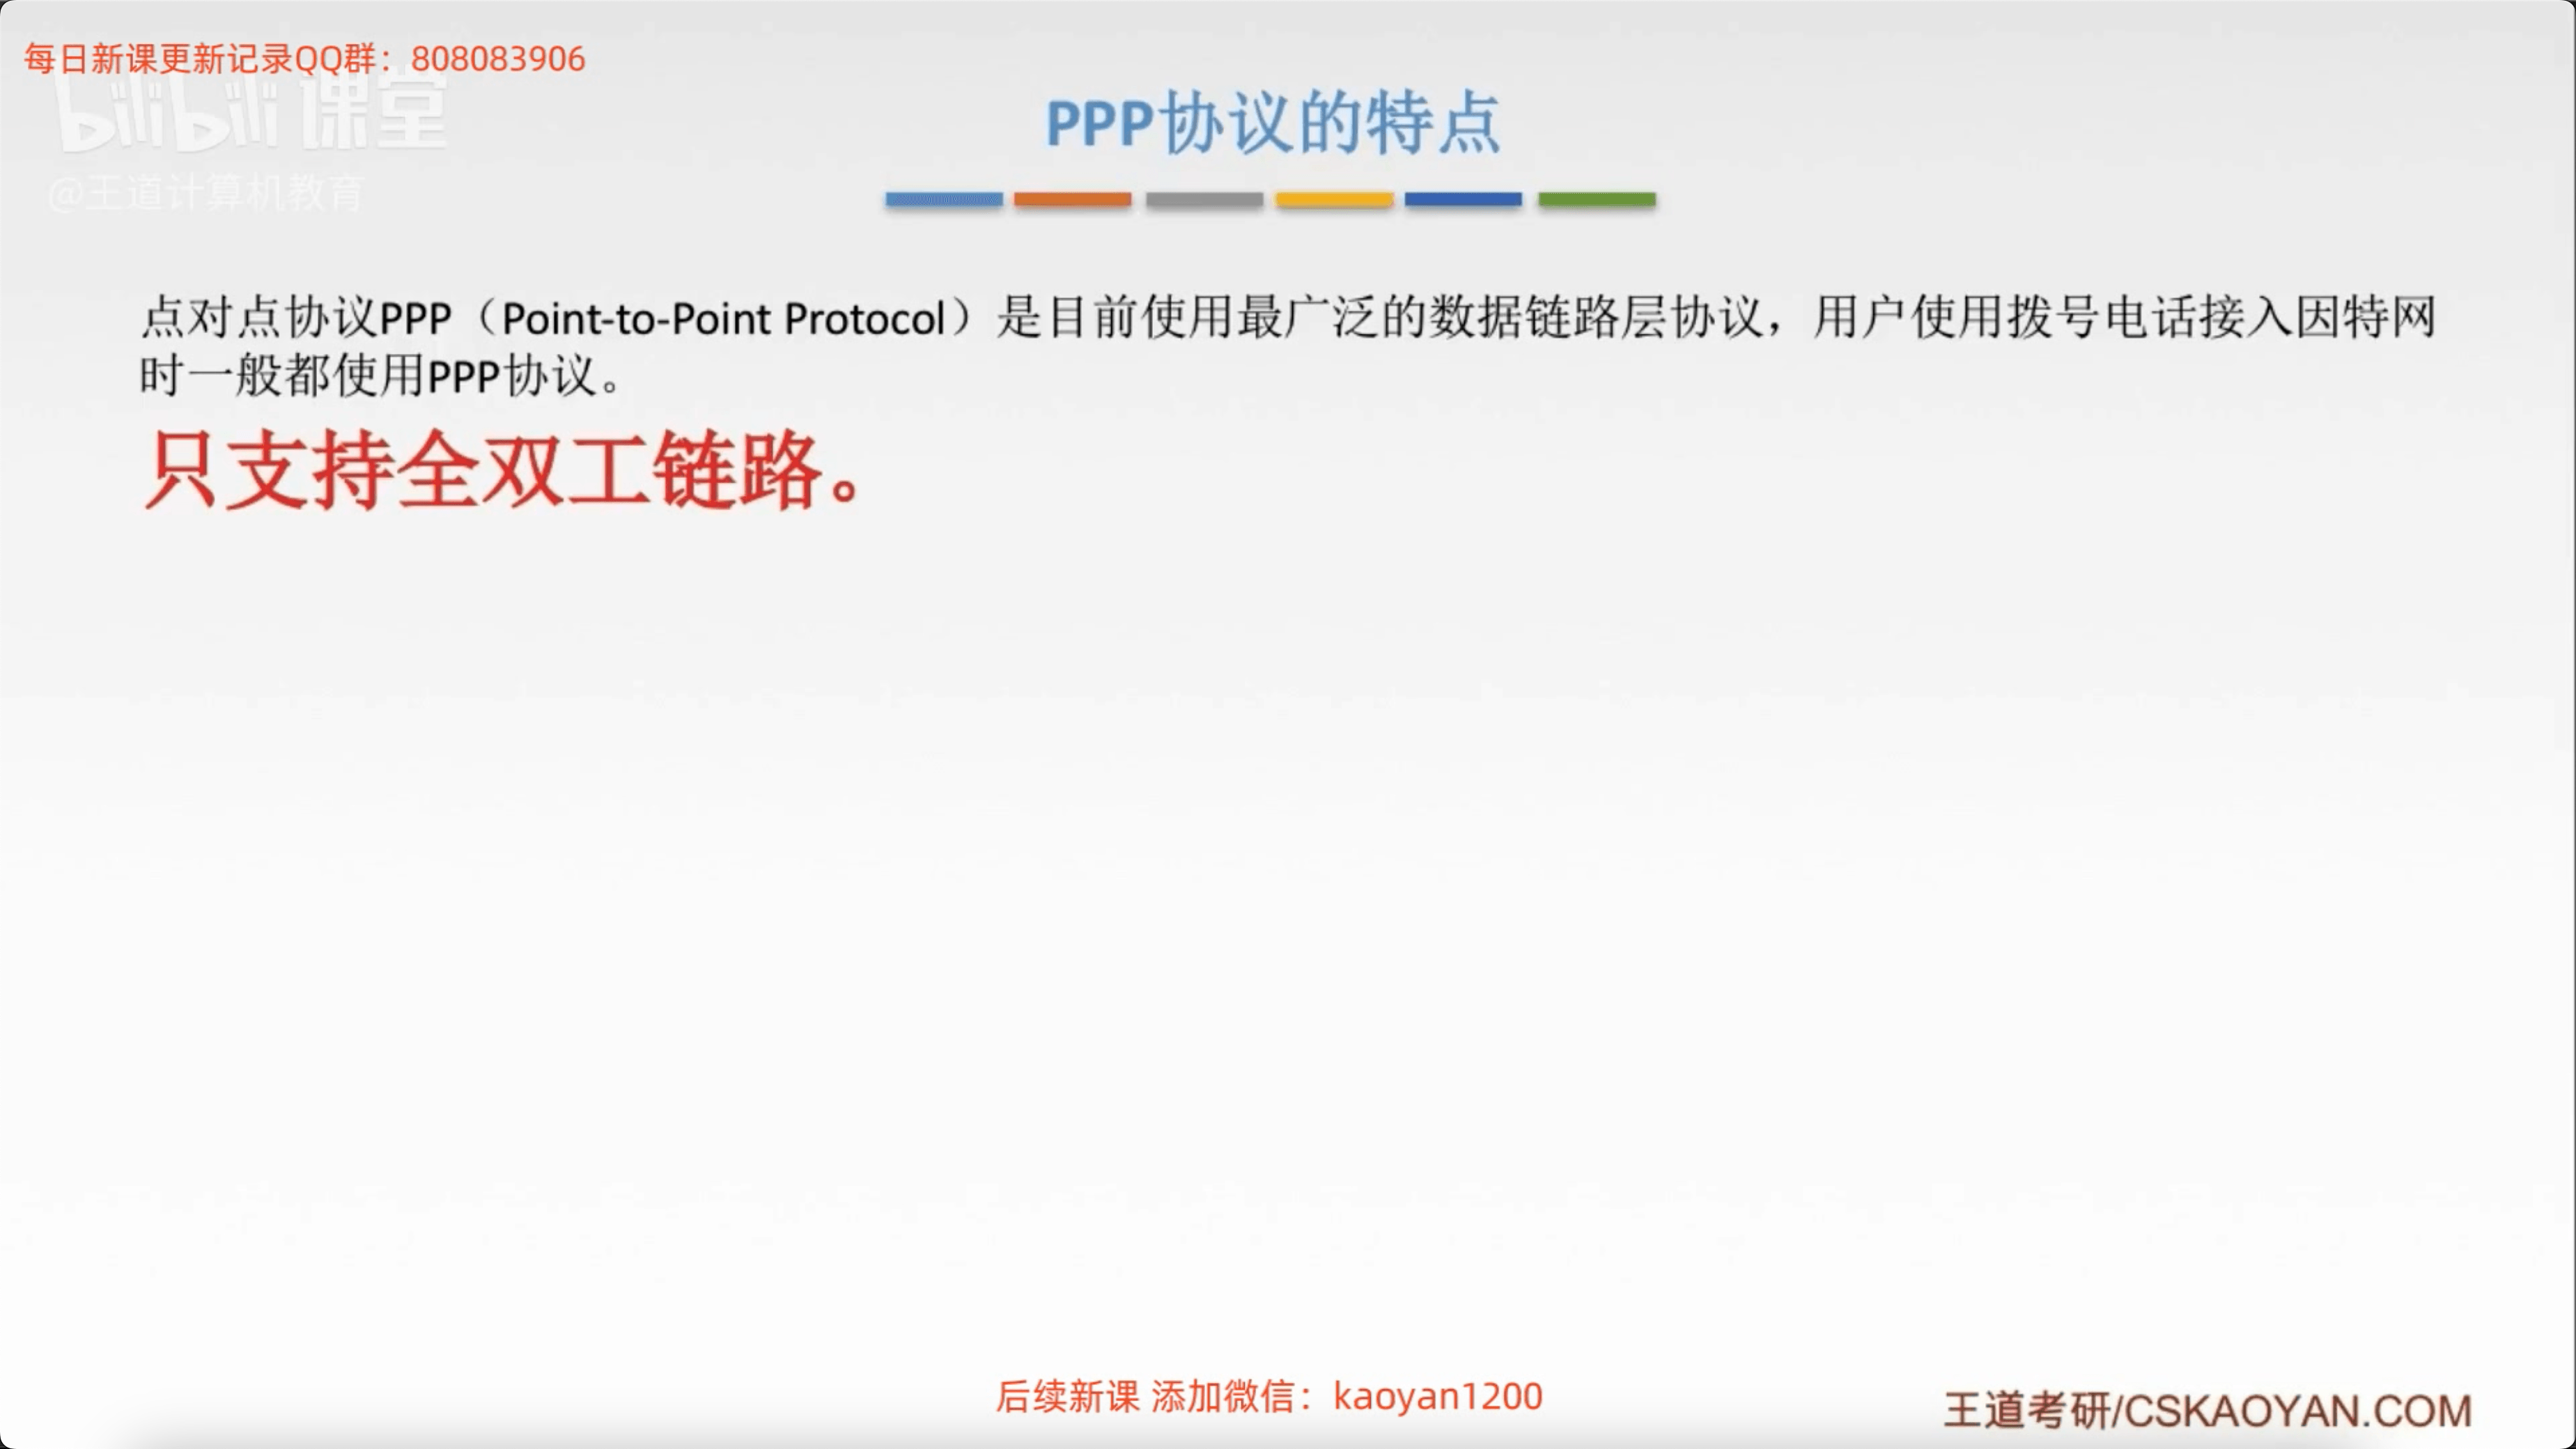 每日新课更新记录QQ群：808083906
bilibili课堂
@王道计算机教育
PPP协议的特点
点对点协议PPP（Point-to-Point Protocol）是目前使用最广泛的数据链路层协议，用户使用拨号电话接入因特网
时一般都使用PPP协议。
只支持全双工链路。
后续新课 添加微信：kaoyan1200
王道考研/CSKAOYAN.COM